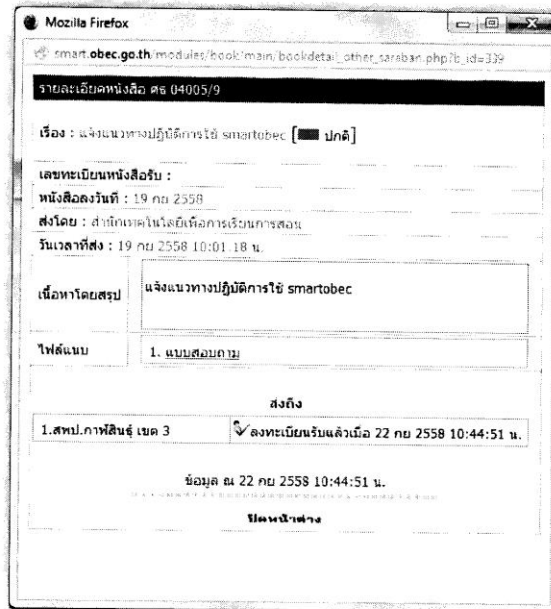 Mozilla Firefox
smart.obec.go.th/modules/book/main/bookdetail_other_saraban.php?b_id=339
รายละเอียดหนังสือ ศธ 04005/9
เรื่อง : แจ้งแนวทางปฏิบัติการใช้ smartobec [ ปกติ]
เลขทะเบียนหนังสือรับ :
หนังสือลงวันที่ : 19 กย 2558
ส่งโดย : สำนักเทคโนโลยีเพื่อการเรียนการสอน
วันเวลาที่ส่ง : 19 กย 2558 10:01:18 น.
เนื้อหาโดยสรุป
แจ้งแนวทางปฏิบัติการใช้ smartobec
ไฟล์แนบ
1. แบบสอบถาม
ส่งถึง
1.สพป.กาฬสินธุ์ เขต 3
ลงทะเบียนรับแล้วเมื่อ 22 กย 2558 10:44:51 น.
ข้อมูล ณ 22 กย 2558 10:44:51 น.
ปิดหน้าต่าง